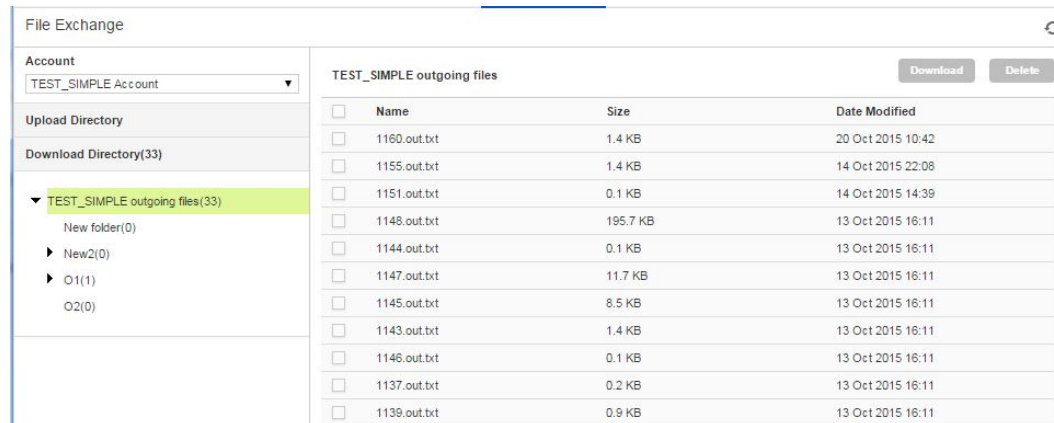 File Exchange
Account
TEST_SIMPLE Account
Upload Directory
Download Directory(33)
TEST_SIMPLE outgoing files(33)
New folder(0)
New2(0)
O1(1)
O2(0)
TEST_SIMPLE outgoing files
Download Delete
Name Size Date Modified
1160.out.txt 1.4 KB 20 Oct 2015 10:42
1155.out.txt 1.4 KB 14 Oct 2015 22:08
1151.out.txt 0.1 KB 14 Oct 2015 14:39
1148.out.txt 195.7 KB 13 Oct 2015 16:11
1144.out.txt 0.1 KB 13 Oct 2015 16:11
1147.out.txt 11.7 KB 13 Oct 2015 16:11
1145.out.txt 8.5 KB 13 Oct 2015 16:11
1143.out.txt 1.4 KB 13 Oct 2015 16:11
1146.out.txt 0.1 KB 13 Oct 2015 16:11
1137.out.txt 0.2 KB 13 Oct 2015 16:11
1139.out.txt 0.9 KB 13 Oct 2015 16:11